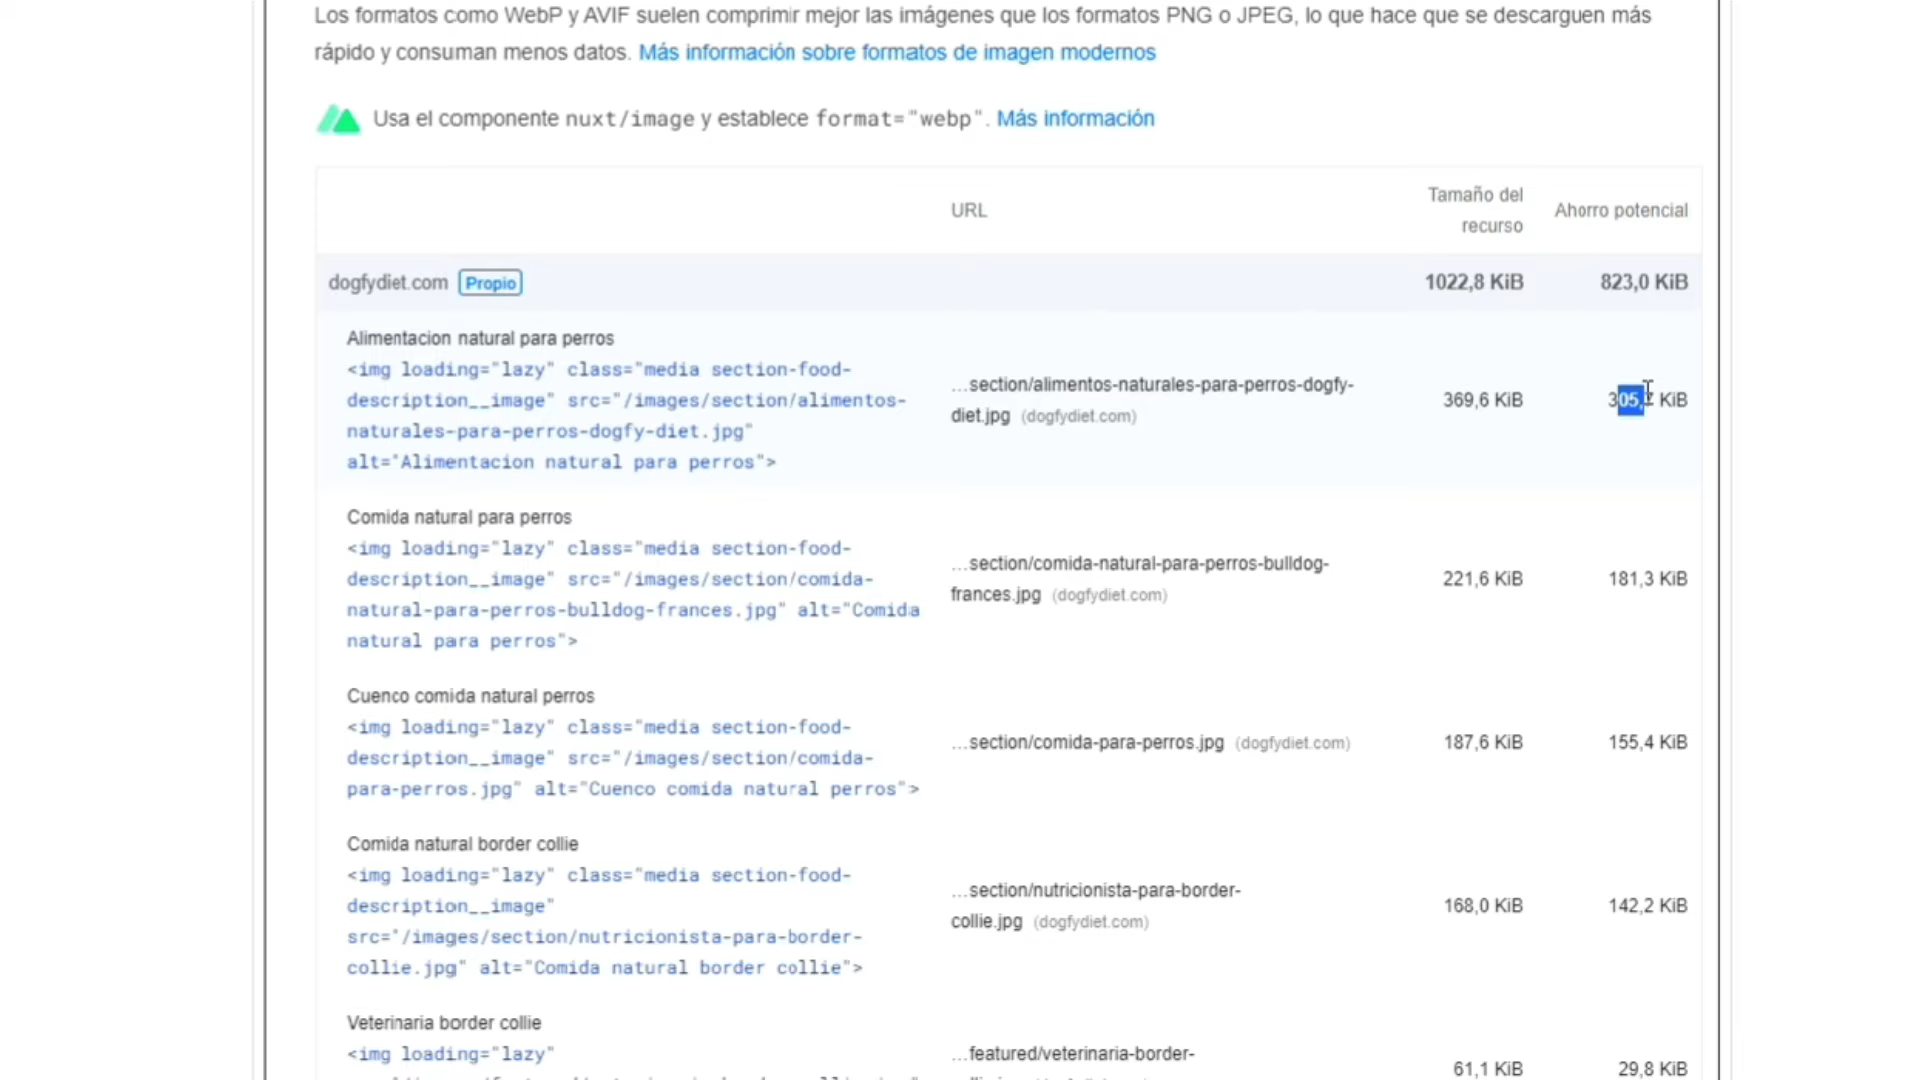 Los formatos como WebP y AVIF suelen comprimir mejor las imágenes que los formatos PNG o JPEG, lo que hace que se descarguen más
rápido y consuman menos datos. Más información sobre formatos de imagen modernos
Usa el componente nuxt/image y establece format="webp". Más información
URL
Tamaño del
recurso
Ahorro potencial
dogfydiet.com Propio 1022,8 KiB 823,0 KiB
Alimentacion natural para perros
<img loading="lazy" class="media section-food-
description__image" src="/images/section/alimentos-
naturales-para-perros-dogfy-diet.jpg"
alt="Alimentacion natural para perros">
...section/alimentos-naturales-para-perros-dogfy-
diet.jpg (dogfydiet.com)
369,6 KiB
KiB
Comida natural para perros
<img loading="lazy" class="media section-food-
description__image" src="/images/section/comida-
natural-para-perros-bulldog-frances.jpg" alt="Comida
natural para perros">
...section/comida-natural-para-perros-bulldog-
frances.jpg (dogfydiet.com)
221,6 KiB
181,3 KiB
Cuenco comida natural perros
<img loading="lazy" class="media section-food-
description__image" src="/images/section/comida-
para-perros.jpg" alt="Cuenco comida natural perros">
...section/comida-para-perros.jpg (dogfydiet.com)
187,6 KiB
155,4 KiB
Comida natural border collie
<img loading="lazy" class="media section-food-
description__image"
src="/images/section/nutricionista-para-border-
collie.jpg" alt="Comida natural border collie">
...section/nutricionista-para-border-
collie.jpg (dogfydiet.com)
168,0 KiB
142,2 KiB
Veterinaria border collie
<img loading="lazy"
...featured/veterinaria-border-
61,1 KiB
29,8 KiB